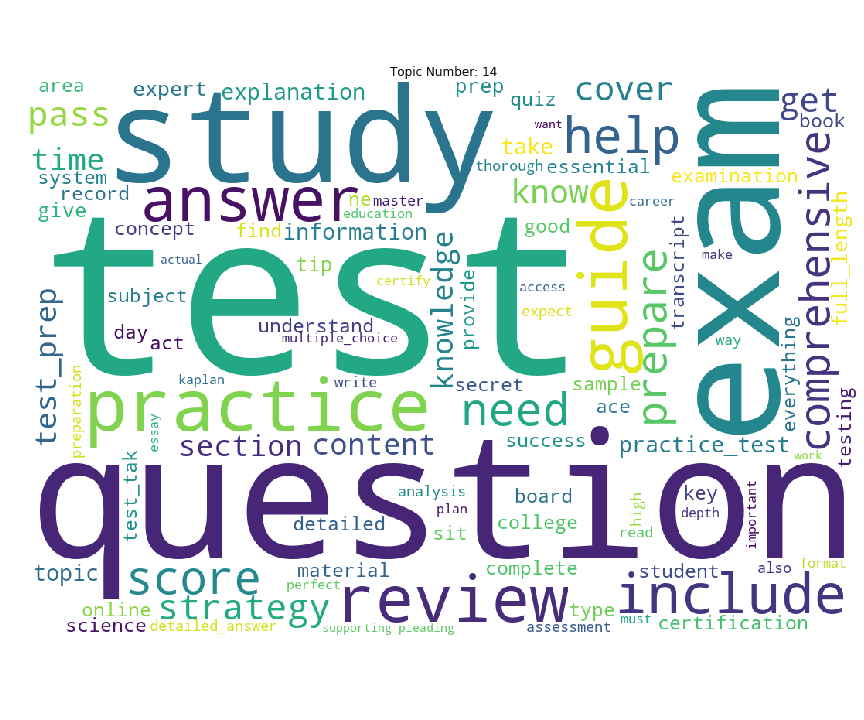 Topic Number: 14
area expert explanation prep quiz cover get
pass study want help take book
time answer thorough essential examination
system record ne master know career
give education guide exam comprehensive full_length
concept find information good transcript
actual tip knowledge provide access make
test certify expect prepare
subject understand multiple_choice way everything
day act
test_prep kaplan write secret sample
preparation practice need ace
essay section content success practice_test testing
question work
test_tak analysis board key
detailed plan college high depth important
sit read
topic material complete student also format
score perfect
online strategy review type include
science detailed_answer supporting pleading assessment must certification